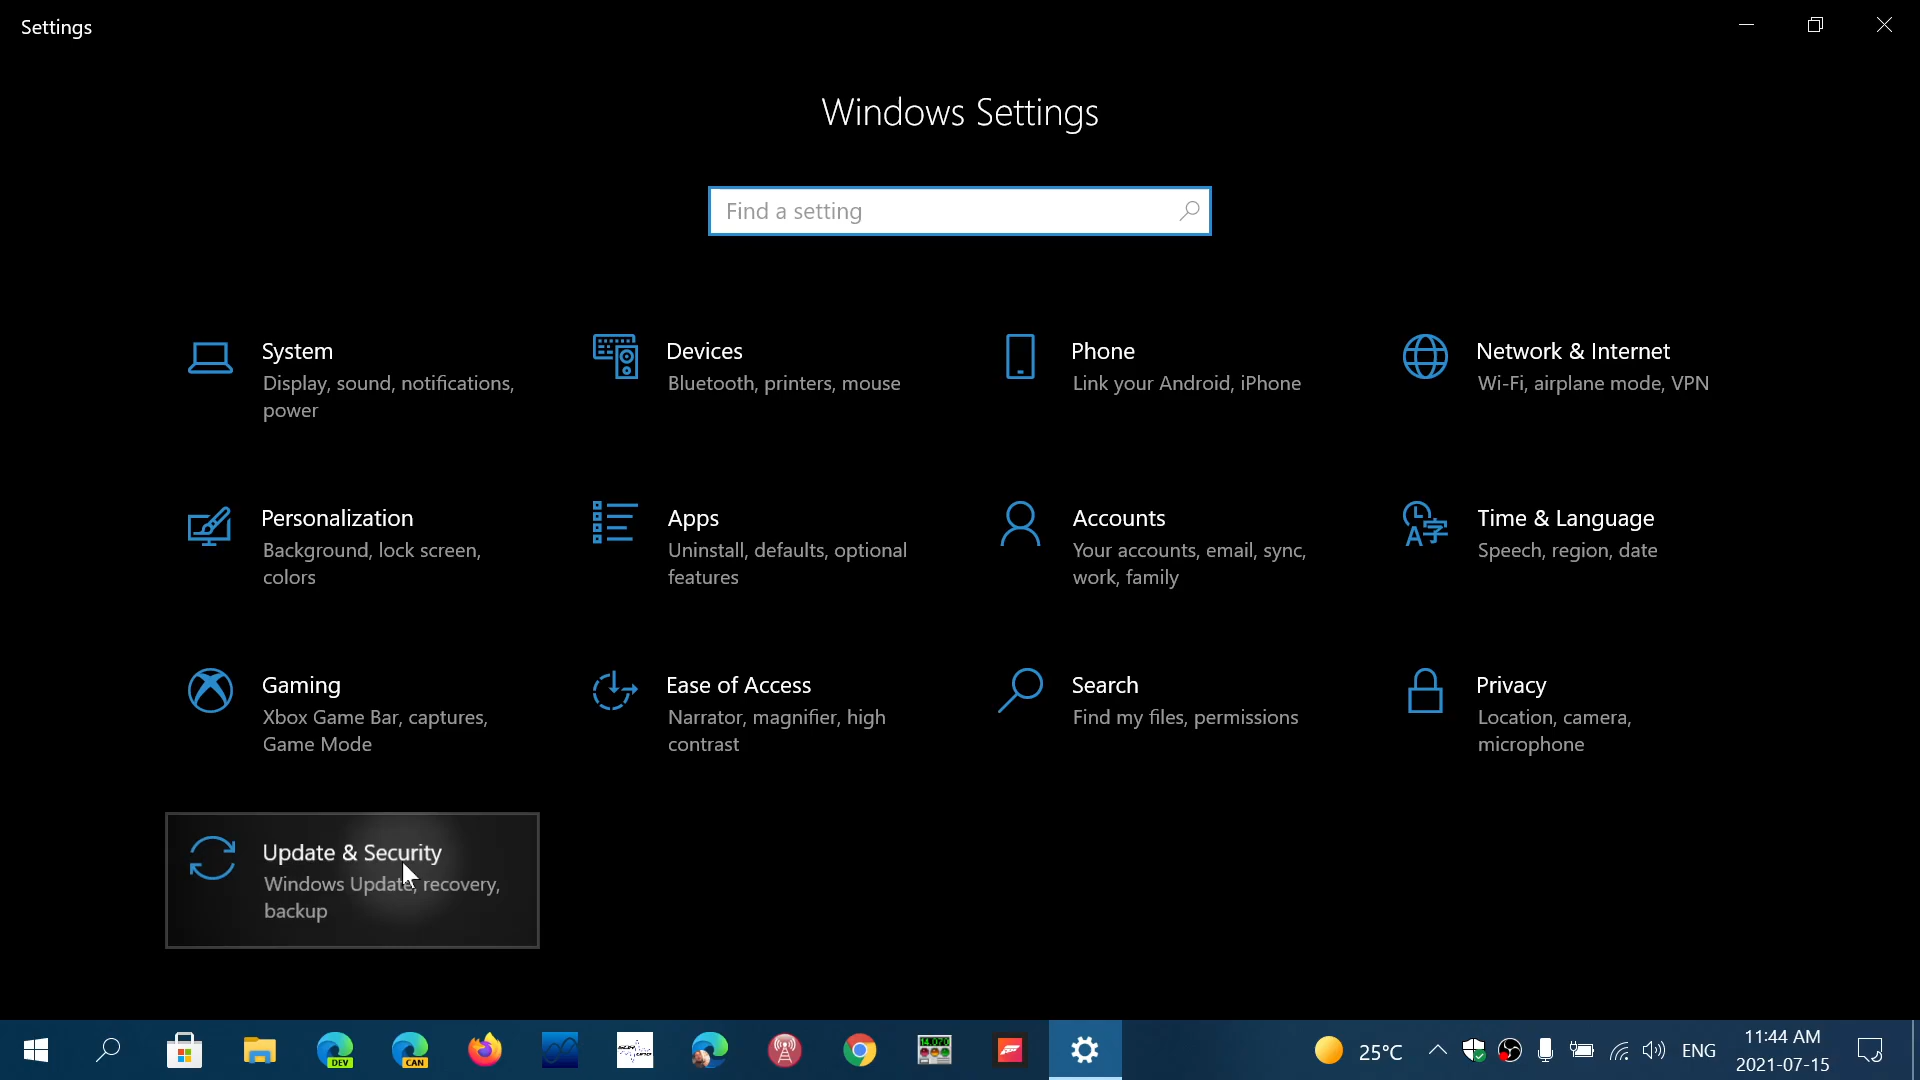 Settings
Windows Settings
Find a setting
System
Display, sound, notifications,
power
Devices
Bluetooth, printers, mouse
Phone
Link your Android, iPhone
Network & Internet
Wi-Fi, airplane mode, VPN
Personalization
Background, lock screen,
colors
Apps
Uninstall, defaults, optional
features
Accounts
Your accounts, email, sync,
work, family
Time & Language
Speech, region, date
Gaming
Xbox Game Bar, captures,
Game Mode
Ease of Access
Narrator, magnifier, high
contrast
Search
Find my files, permissions
Privacy
Location, camera,
microphone
Update & Security
Windows Update, recovery,
backup
DEV
CAN
25°C
ENG
11:44 AM
2021-07-15